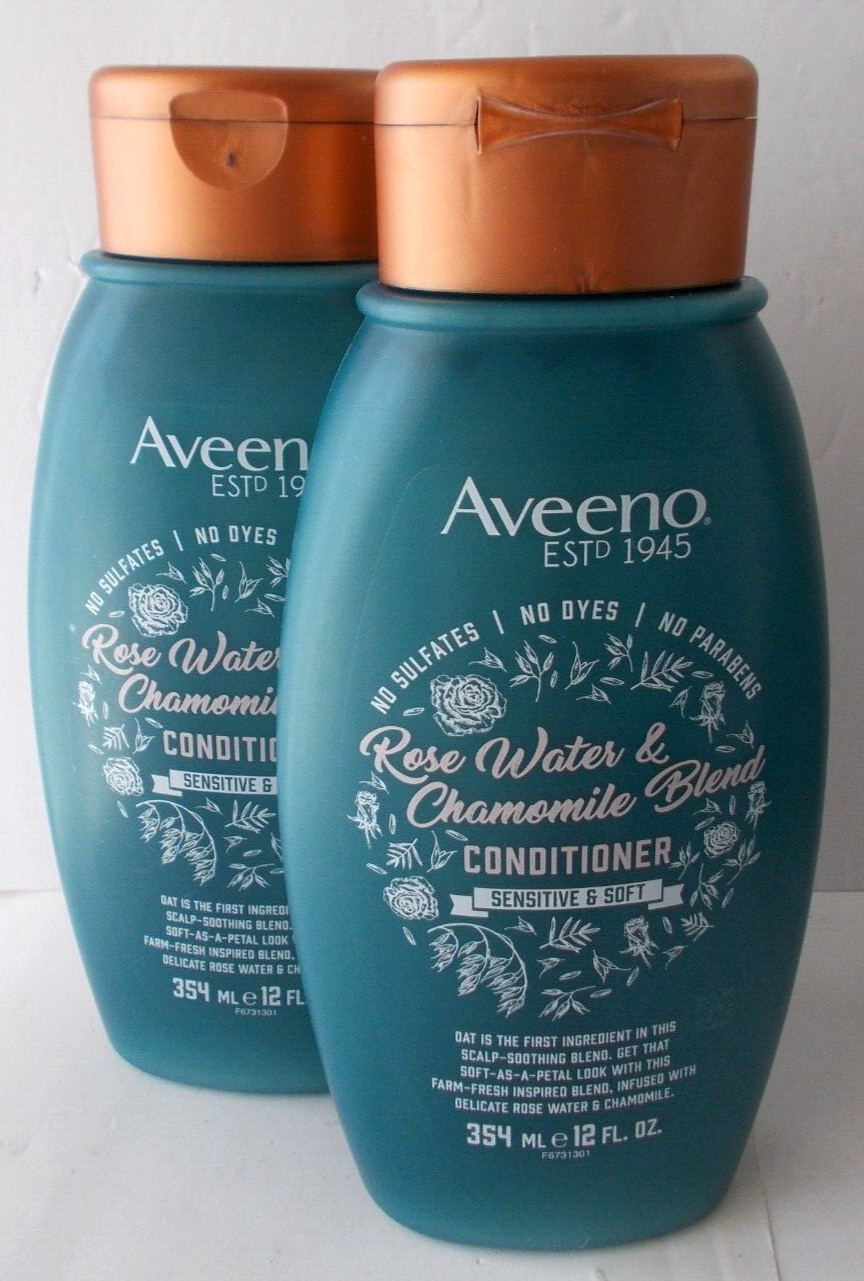 Aveen
ESTD 19
NO SULFATES | NO DYES
Rose Water
Chamomil
CONDITIO
SENSITIVE &
OAT IS THE FIRST INGREDI
SCALP-SOOTHING BLEND.
SOFT-AS-A-PETAL LOOK
FARM-FRESH INSPIRED BLEND,
DELICATE ROSE WATER & CH
354 ML e 12 FL.
F6731301
Aveeno®
ESTD 1945
NO SULFATES | NO DYES | NO PARABENS
Rose Water &
Chamomile Blend
CONDITIONER
SENSITIVE & SOFT
OAT IS THE FIRST INGREDIENT IN THIS
SCALP-SOOTHING BLEND. GET THAT
SOFT-AS-A-PETAL LOOK WITH THIS
FARM-FRESH INSPIRED BLEND, INFUSED WITH
DELICATE ROSE WATER & CHAMOMILE.
354 ML e 12 FL. OZ.
F6731301